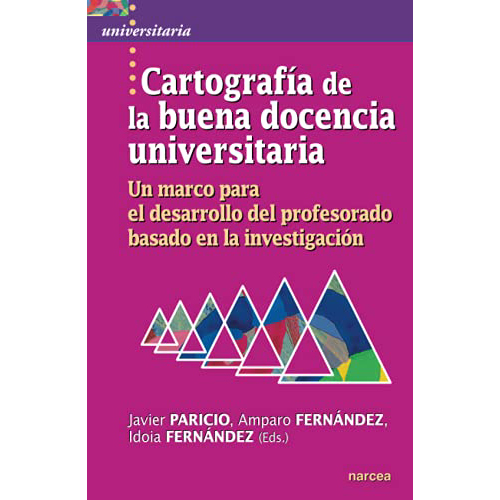 universitaria
Cartografía de
la buena docencia
universitaria
Un marco para
el desarrollo del profesorado
basado en la investigación
Javier PARICIO, Amparo FERNÁNDEZ,
Idoia FERNÁNDEZ (Eds.)
narcea